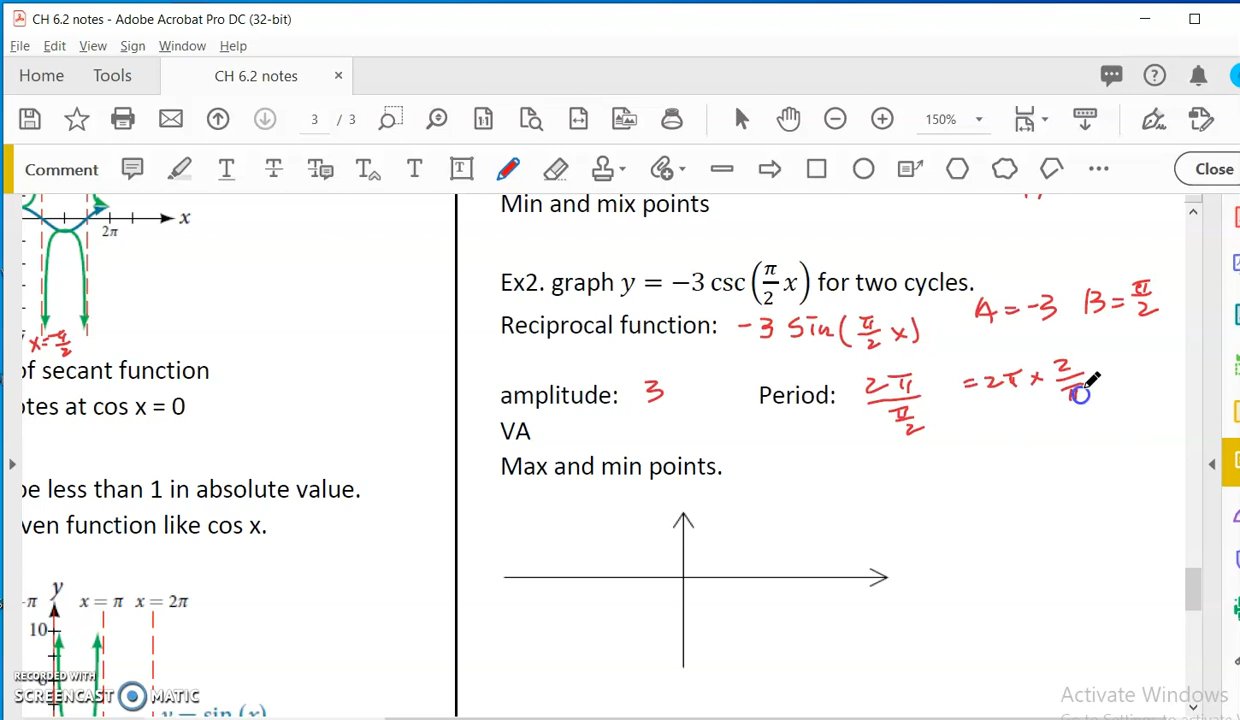 CH 6.2 notes - Adobe Acrobat Pro DC (32-bit)
File Edit View Sign Window Help
Home Tools CH 6.2 notes ×
3 / 3 150%
Comment Close
Min and mix points
x
2π
Ex2. graph y = −3 csc(π/2 x) for two cycles.
A = -3 B = π/2
Reciprocal function: -3 sin(π/2 x)
x = -π/2
of secant function
amplitude: 3 Period: 2π/(π/2) = 2π × 2/π
otes at cos x = 0
VA
Max and min points.
be less than 1 in absolute value.
ven function like cos x.
y
-π x = π x = 2π
10
RECORDED WITH
SCREENCAST MATIC
y = sin (x)
Activate Windows